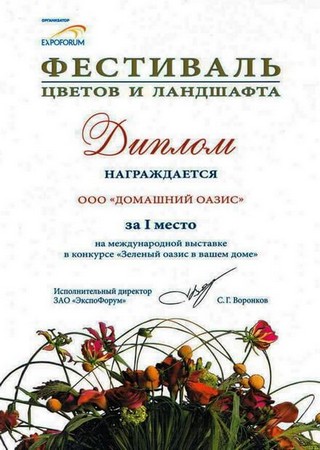 ОРГАНИЗАТОР
EXPOFORUM
ФЕСТИВАЛЬ
ЦВЕТОВ И ЛАНДШАФТА
Диплом
НАГРАЖДАЕТСЯ
ООО «ДОМАШНИЙ ОАЗИС»
за I место
на международной выставке
в конкурсе «Зеленый оазис в вашем доме»
Исполнительный директор
ЗАО «ЭкспоФорум»
С. Г. Воронков